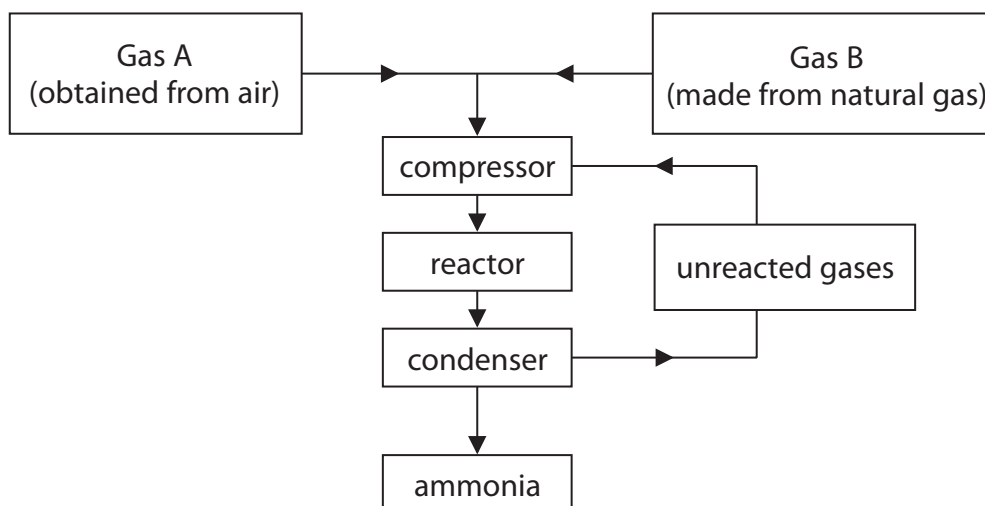 Gas A
(obtained from air)
Gas B
(made from natural gas)
compressor
reactor
unreacted gases
condenser
ammonia